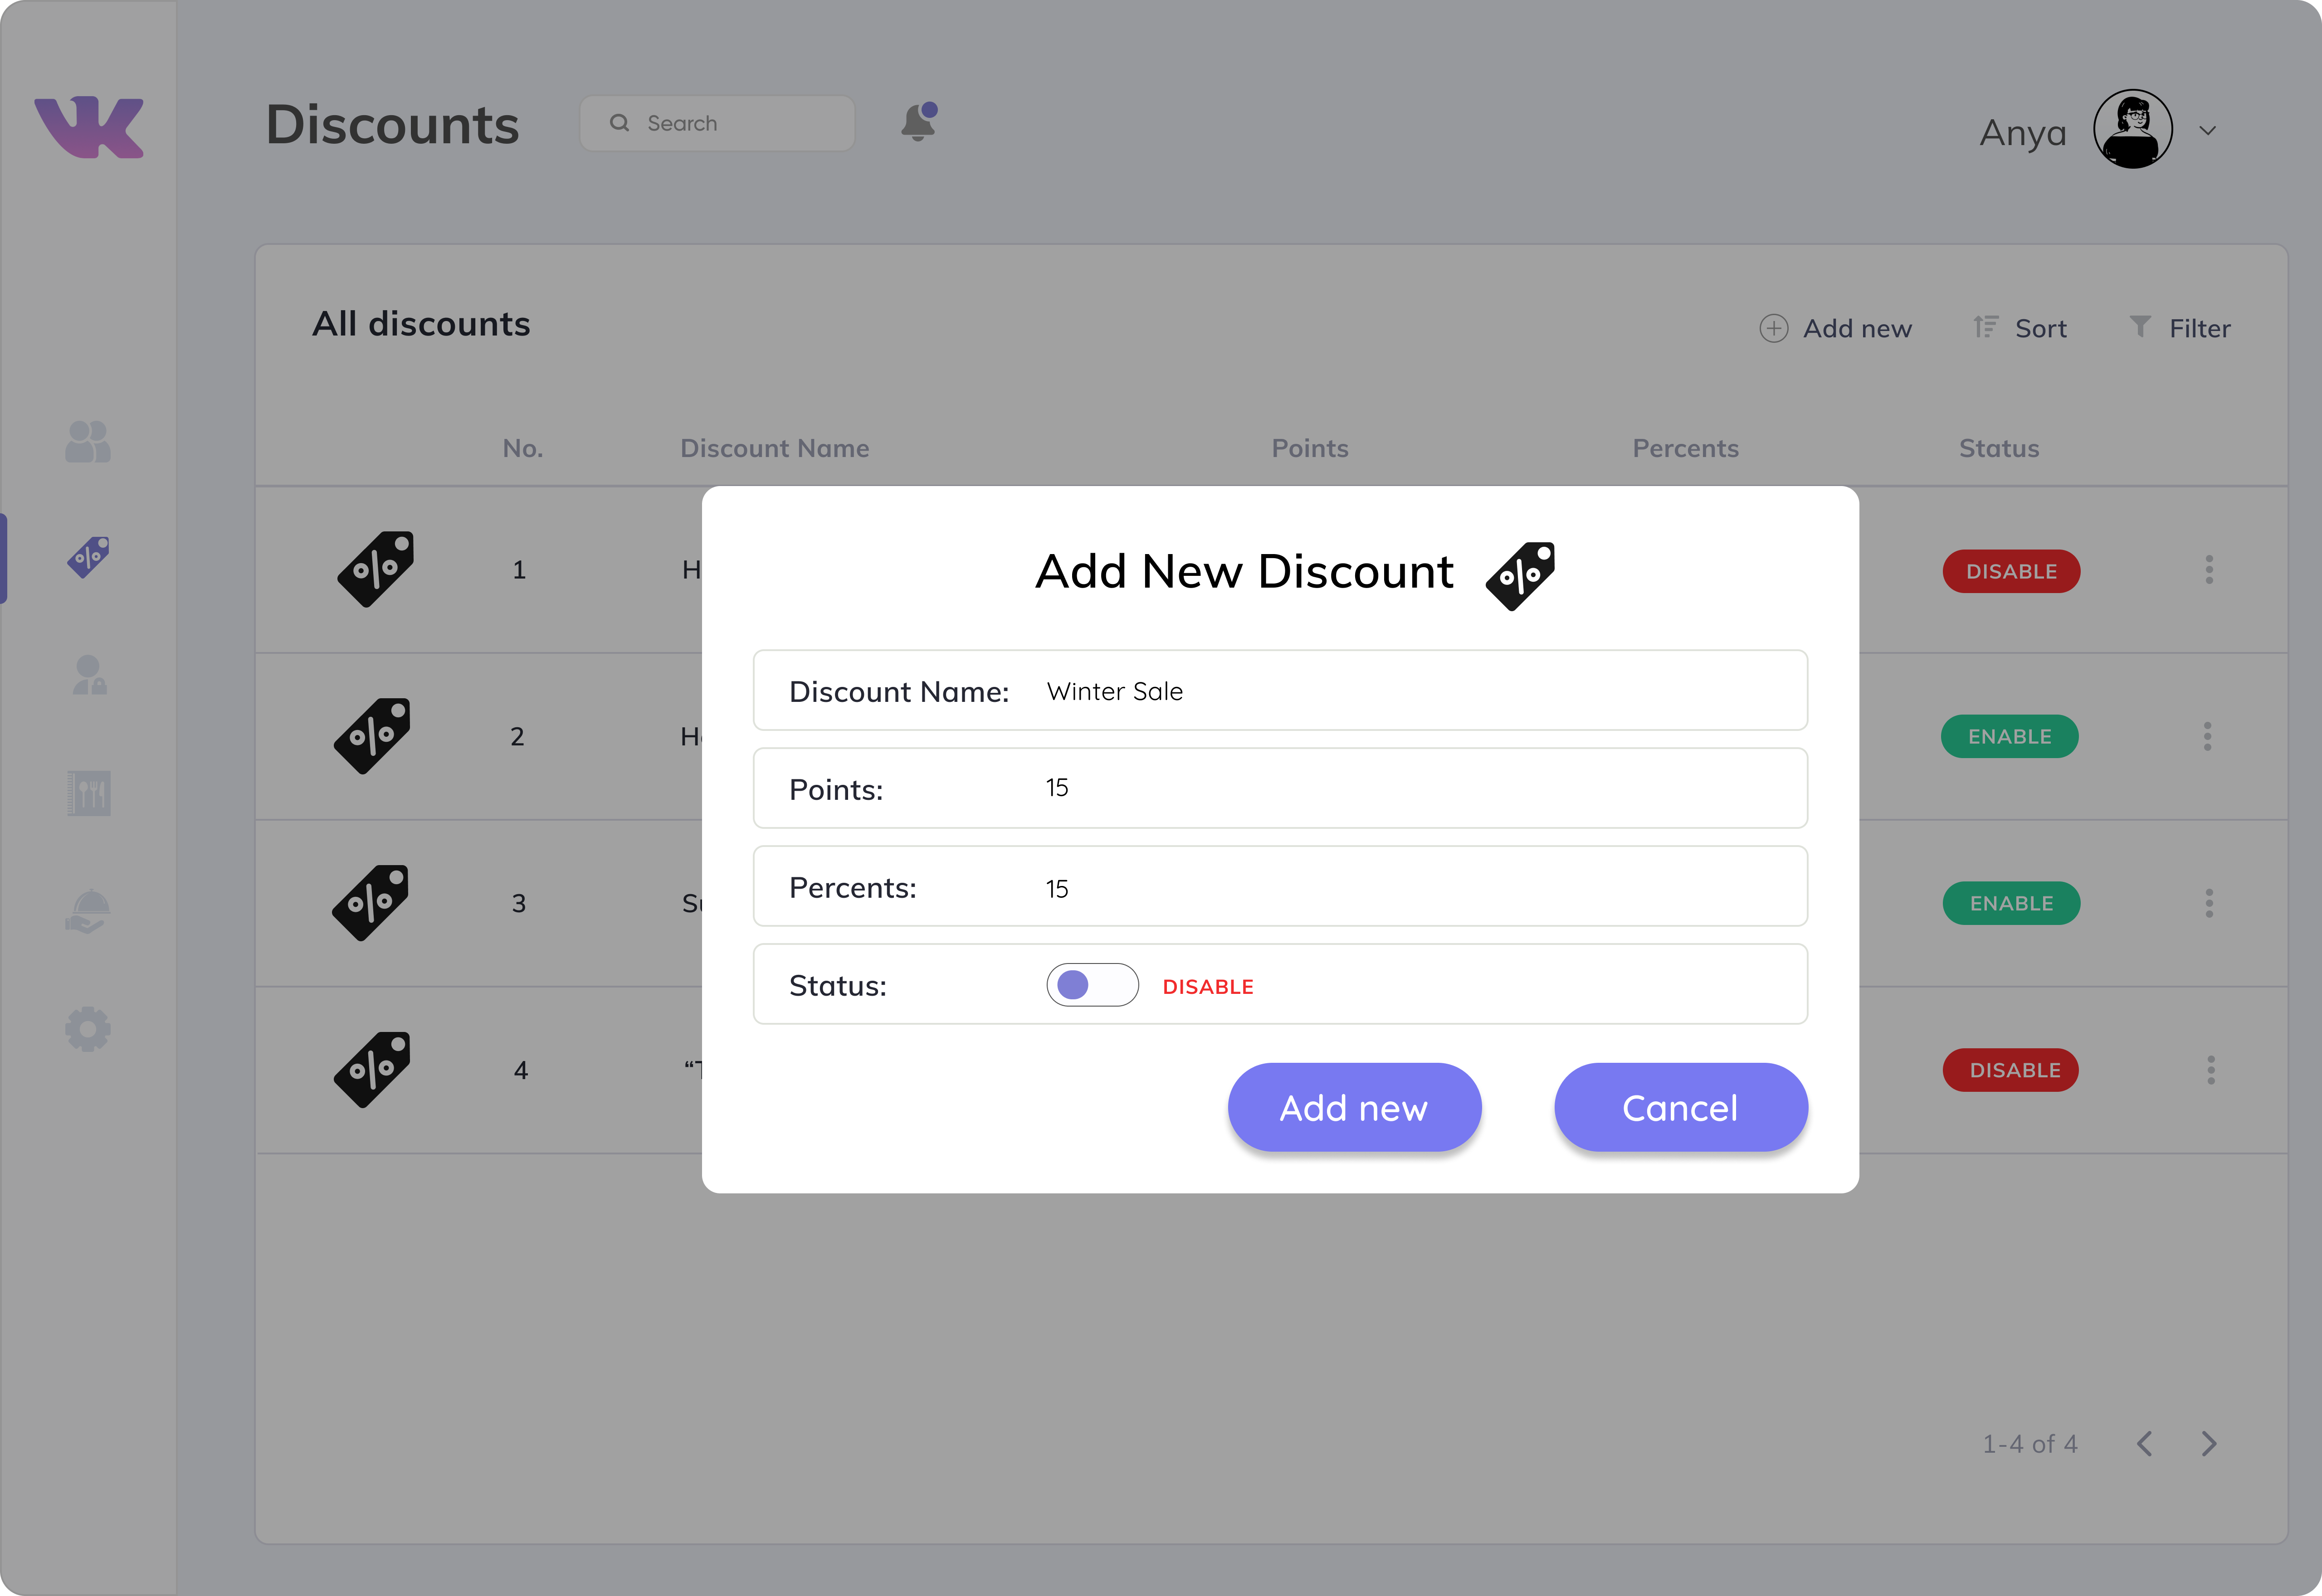 VK
Discounts
Search
Anya
All discounts
Add new
Sort
Filter
No.
Discount Name
Points
Percents
Status
1
DISABLE
2
ENABLE
3
ENABLE
4
DISABLE
Add New Discount
Discount Name: Winter Sale
Points: 15
Percents: 15
Status: DISABLE
Add new
Cancel
1-4 of 4